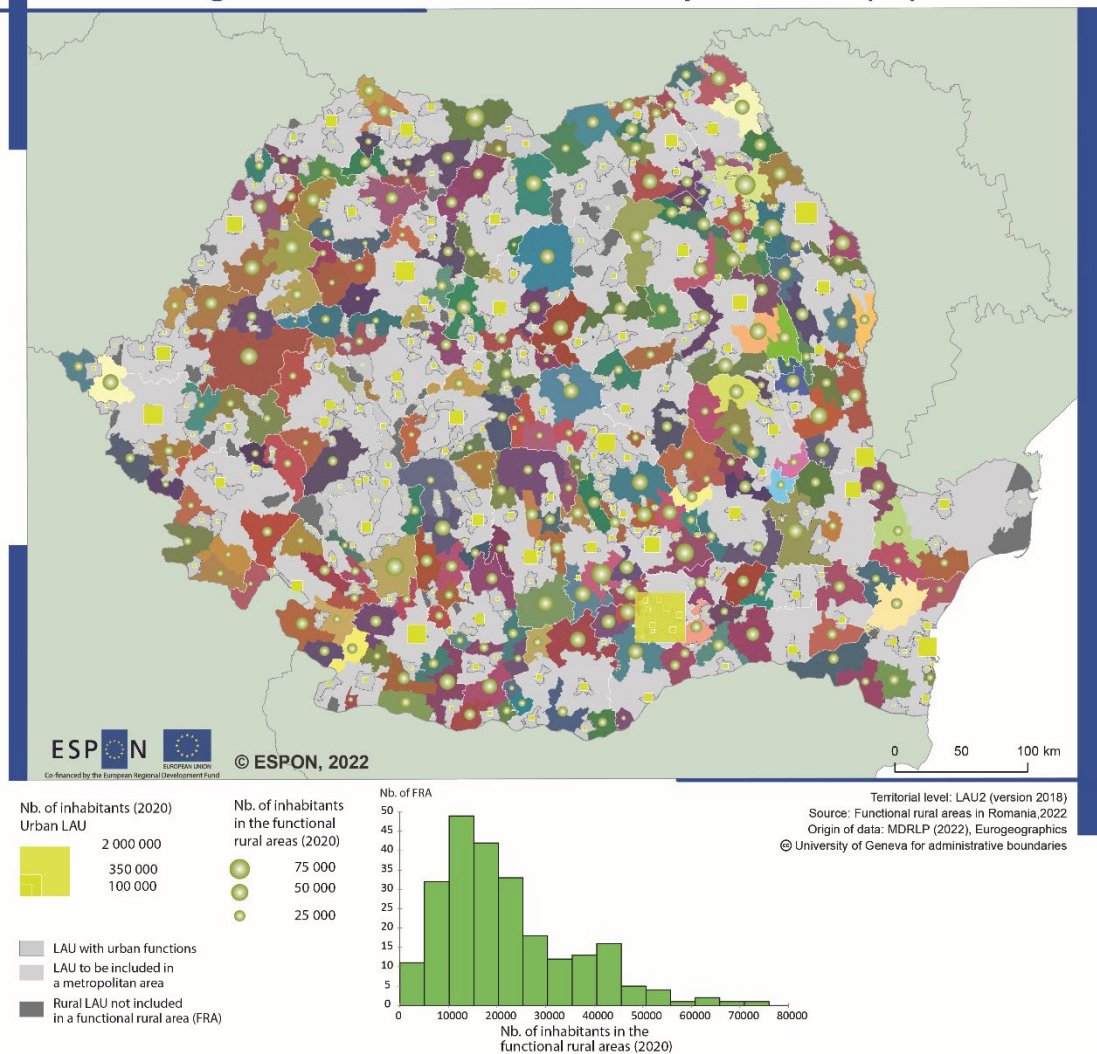 ESPON
EUROPEAN UNION
Co-financed by the European Regional Development Fund
© ESPON, 2022
0 50 100 km
Territorial level: LAU2 (version 2018)
Source: Functional rural areas in Romania,2022
Origin of data: MDRLP (2022), Eurogeographics
University of Geneva for administrative boundaries
Nb. of inhabitants (2020)
Urban LAU
2 000 000
350 000
100 000
LAU with urban functions
LAU to be included in
a metropolitan area
Rural LAU not included
in a functional rural area (FRA)
Nb. of inhabitants
in the functional
rural areas (2020)
75 000
50 000
25 000
Nb. of FRA
50
45
40
35
30
25
20
15
10
5
0
0 10000 20000 30000 40000 50000 60000 70000 80000
Nb. of inhabitants in the
functional rural areas (2020)